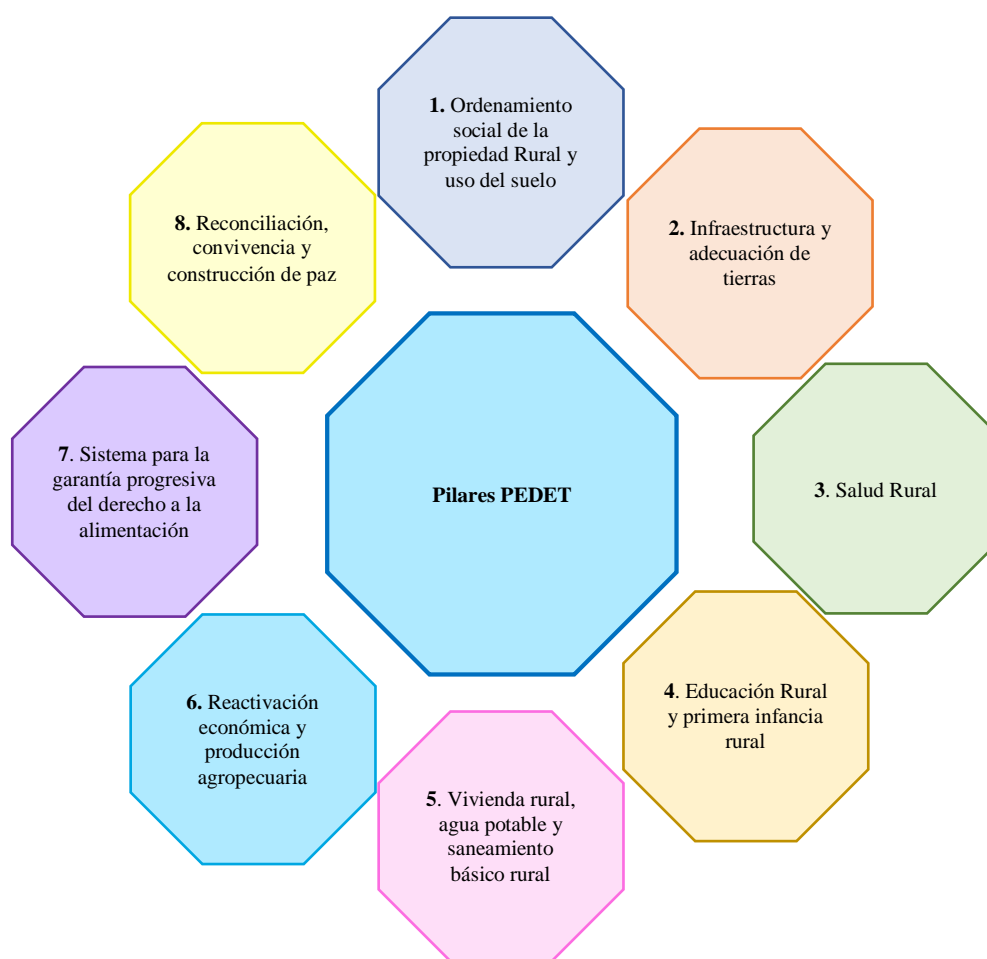 1. Ordenamiento
social de la
propiedad Rural y
uso del suelo
2. Infraestructura y
adecuación de
tierras
3. Salud Rural
4. Educación Rural
y primera infancia
rural
5. Vivienda rural,
agua potable y
saneamiento
básico rural
6. Reactivación
económica y
producción
agropecuaria
7. Sistema para la
garantía progresiva
del derecho a la
alimentación
8. Reconciliación,
convivencia y
construcción de paz
Pilares PEDET